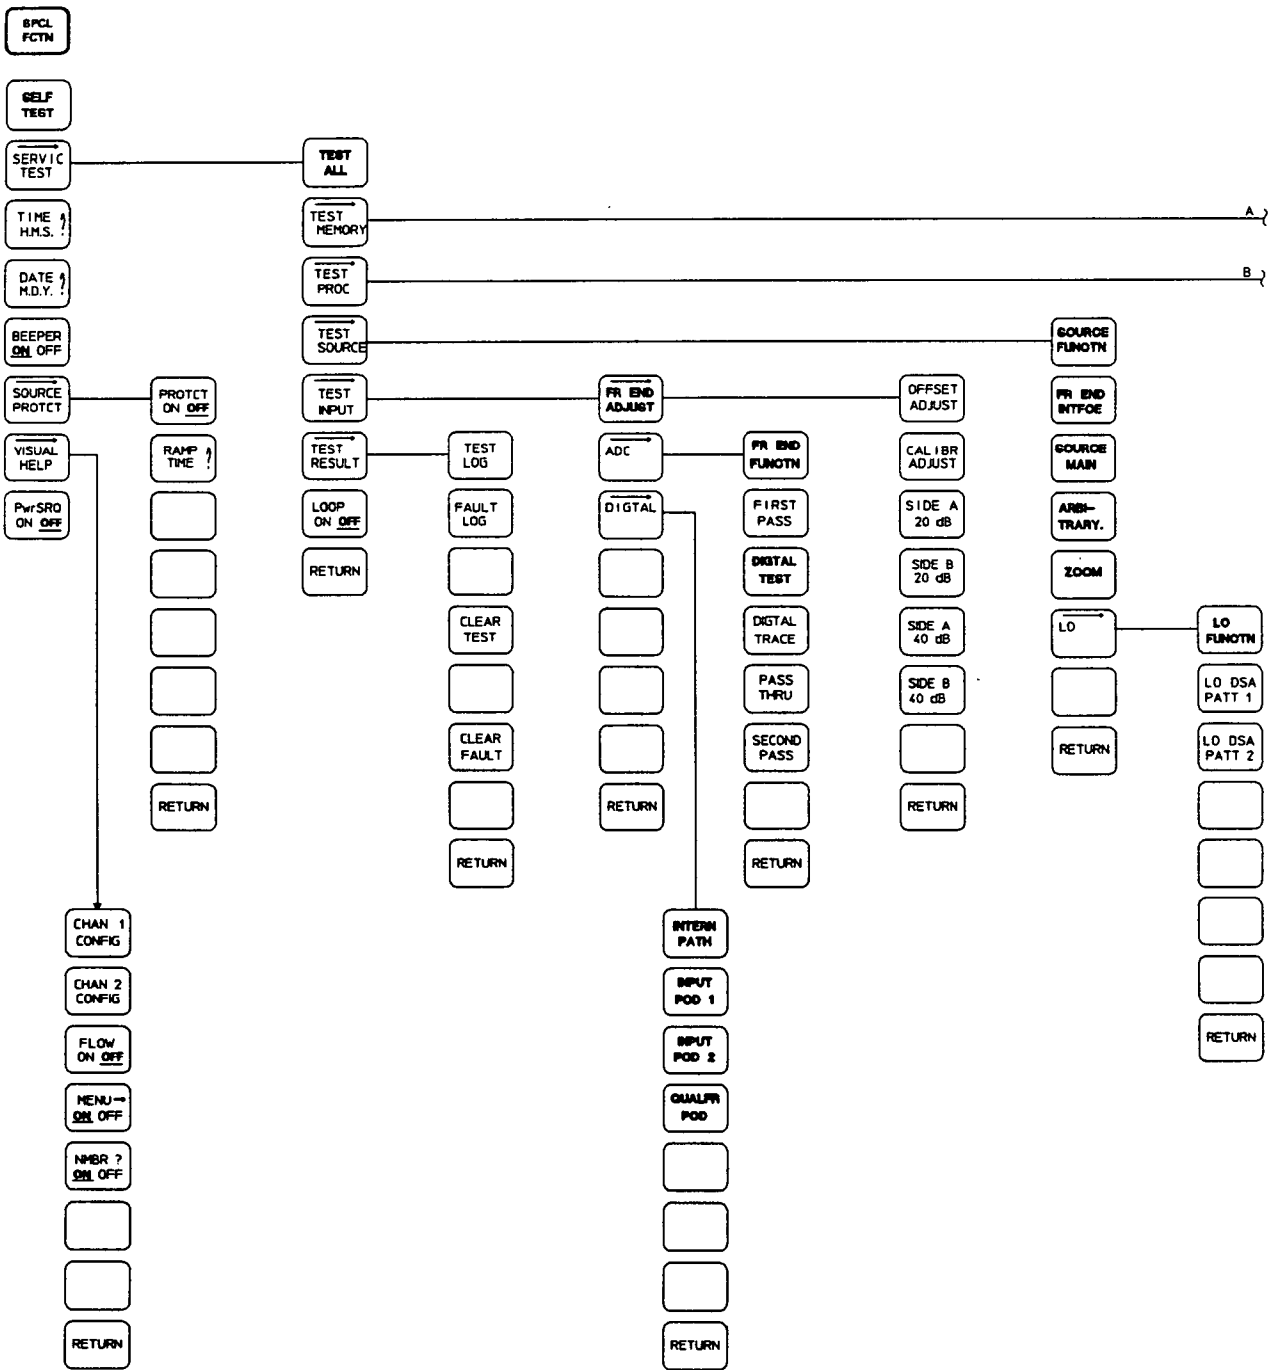 SPCL
FCTN
SELF
TEST
SERVIC
TEST
TIME ?
H.M.S.
DATE ?
M.D.Y.
BEEPER
ON OFF
SOURCE
PROTCT
VISUAL
HELP
PwrSRQ
ON OFF
PROTCT
ON OFF
RAMP ?
TIME
RETURN
CHAN 1
CONFIG
CHAN 2
CONFIG
FLOW
ON OFF
MENU→
ON OFF
NMBR ?
ON OFF
RETURN
TEST
ALL
TEST
MEMORY
A
TEST
PROC
B
TEST
SOURCE
TEST
INPUT
TEST
RESULT
LOOP
ON OFF
RETURN
TEST
LOG
FAULT
LOG
CLEAR
TEST
CLEAR
FAULT
RETURN
FR END
ADJUST
ADC
DIGTAL
RETURN
FR END
FUNCTN
FIRST
PASS
DIGTAL
TEST
DIGTAL
TRACE
PASS
THRU
SECOND
PASS
RETURN
INTERN
PATH
INPUT
POD 1
INPUT
POD 2
QUALFR
POD
RETURN
OFFSET
ADJUST
CALIBR
ADJUST
SIDE A
20 dB
SIDE B
20 dB
SIDE A
40 dB
SIDE B
40 dB
RETURN
SOURCE
FUNCTN
FR END
INTFCE
SOURCE
MAIN
ARBI-
TRARY.
ZOOM
LO
RETURN
LO
FUNCTN
LO DSA
PATT 1
LO DSA
PATT 2
RETURN